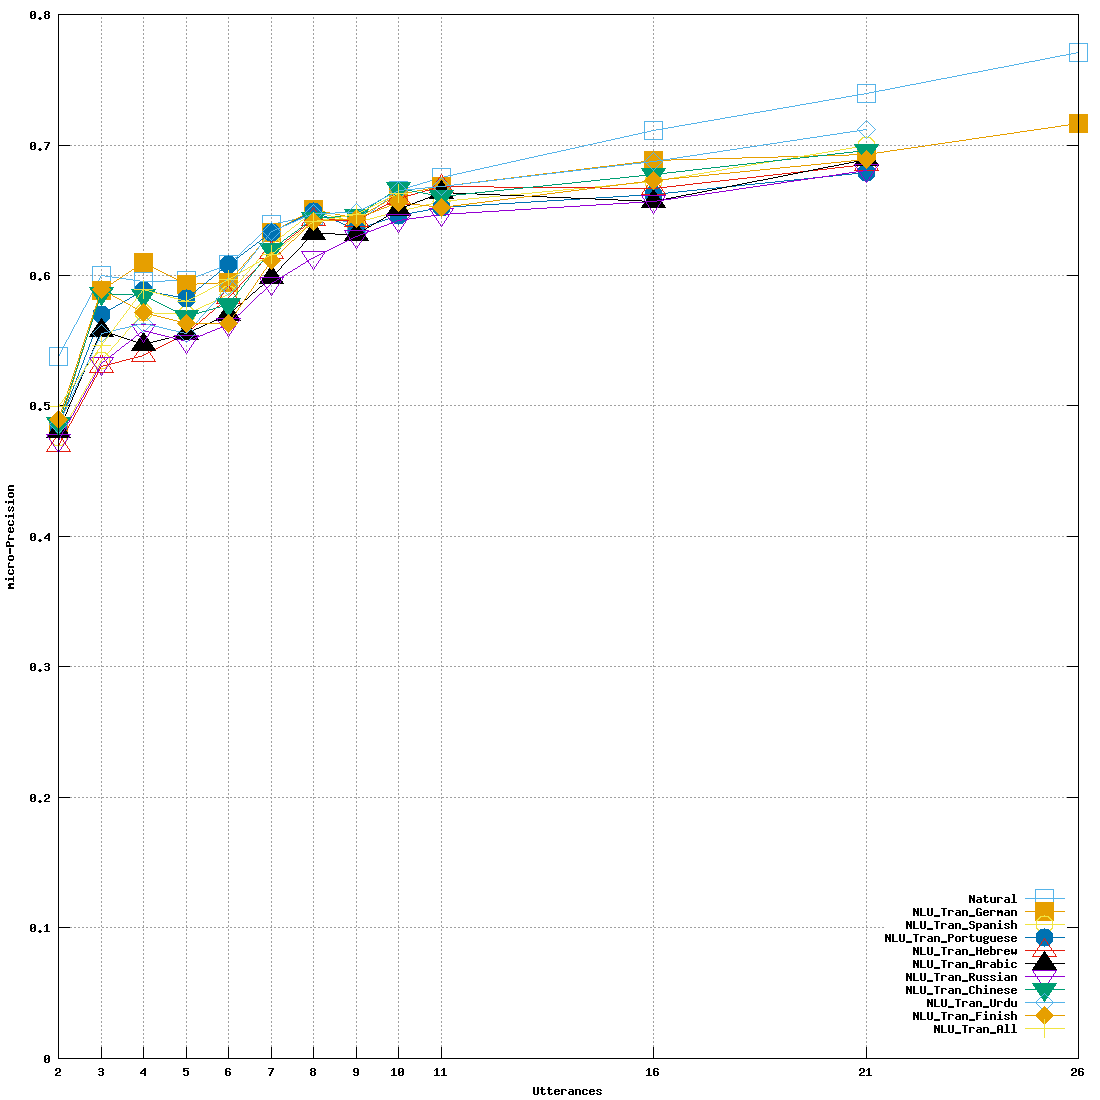 0.8
0.7
0.6
0.5
0.4
0.3
0.2
0.1
0
micro-Precision
Natural
NLU_Tran_German
NLU_Tran_Spanish
NLU_Tran_Portuguese
NLU_Tran_Hebrew
NLU_Tran_Arabic
NLU_Tran_Russian
NLU_Tran_Chinese
NLU_Tran_Urdu
NLU_Tran_Finish
NLU_Tran_All
2 3 4 5 6 7 8 9 10 11 16 21 26
Utterances